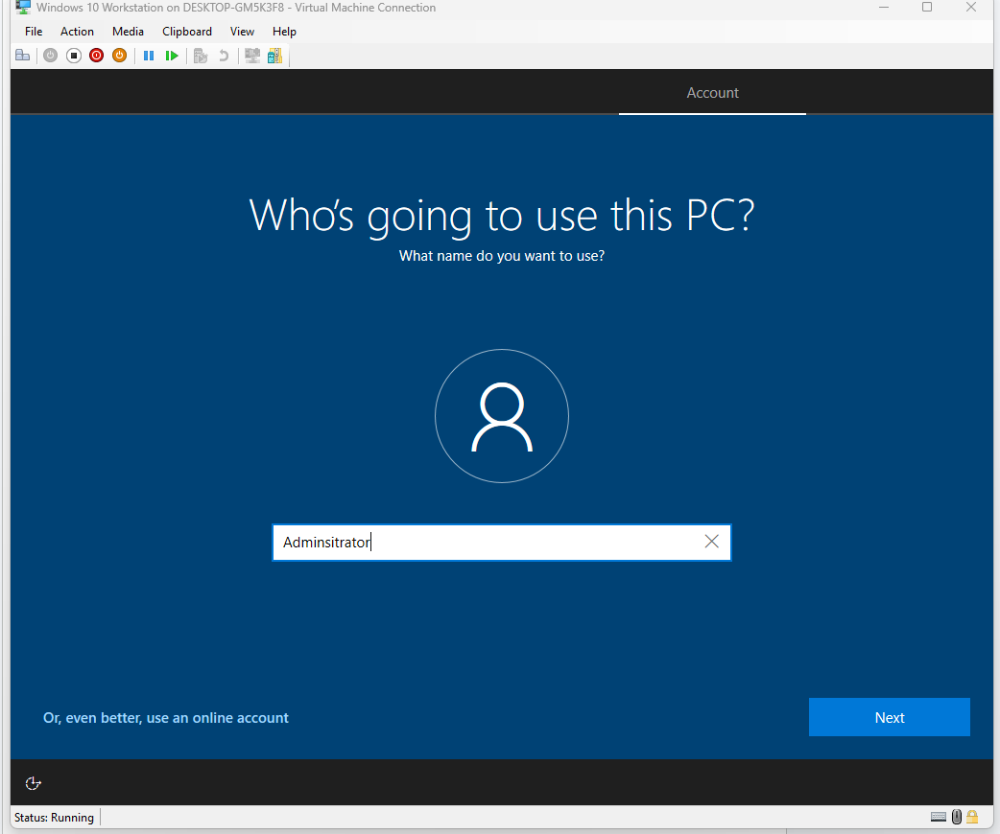 Windows 10 Workstation on DESKTOP-GM5K3F8 - Virtual Machine Connection
File Action Media Clipboard View Help
Account
Who's going to use this PC?
What name do you want to use?
Adminsitrator
Or, even better, use an online account
Next
Status: Running